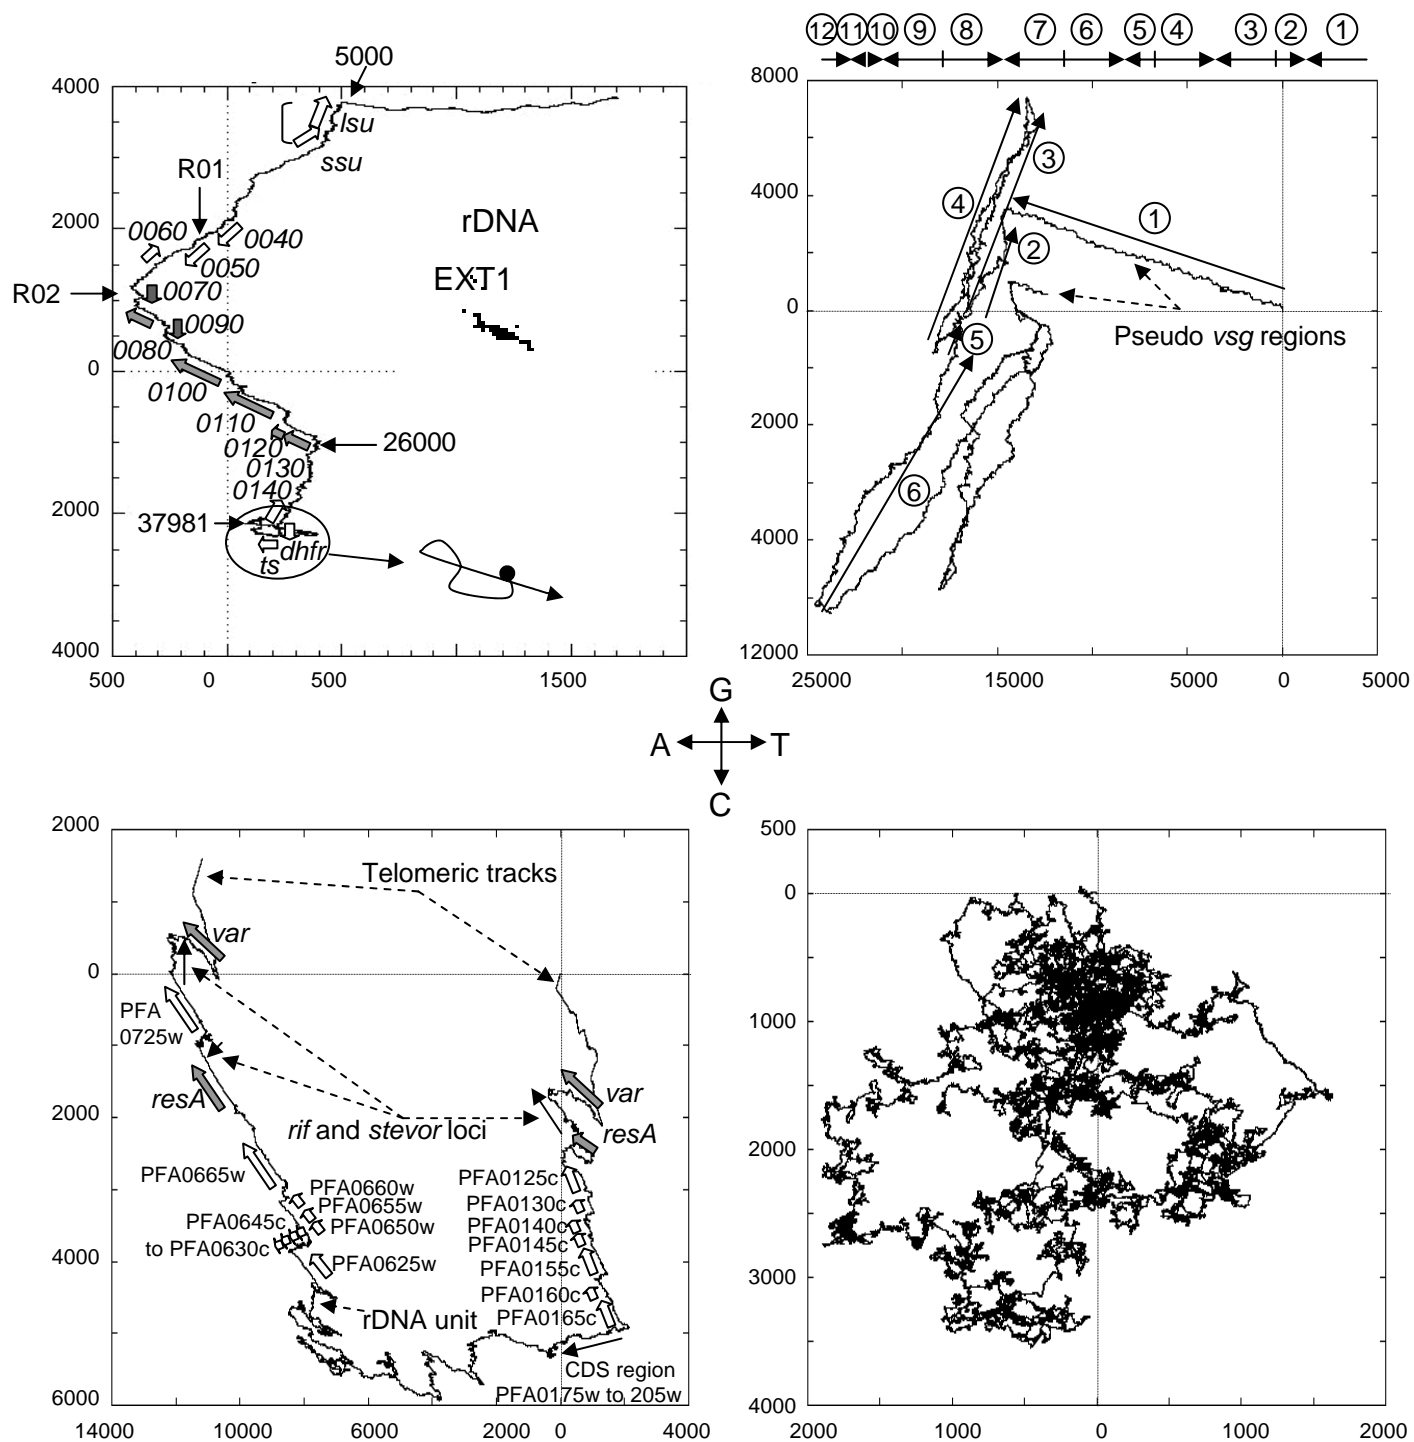 5000
4000
2000
0
2000
4000
500
0
500
1500
lsu
ssu
R01
rDNA
0060
0040
0050
EXT1
R02
0070
0090
0080
0100
0110
26000
0120
0130
0140
37981
dhfr
ts
12 11 10 9 8 7 6 5 4 3 2 1
8000
4000
0
2000
4000
12000
25000
15000
5000
0
5000
3
4
1
2
5
Pseudo vsg regions
6
G
A
T
C
2000
0
2000
4000
6000
14000
10000
6000
2000
0
4000
Telomeric tracks
var
PFA
0725w
resA
var
resA
rif and stevor loci
PFA0665w
PFA0660w
PFA0655w
PFA0645c
PFA0650w
to PFA0630c
PFA0625w
rDNA unit
PFA0125c
PFA0130c
PFA0140c
PFA0145c
PFA0155c
PFA0160c
PFA0165c
CDS region
PFA0175w to 205w
500
0
1000
2000
3000
4000
2000
1000
0
1000
2000